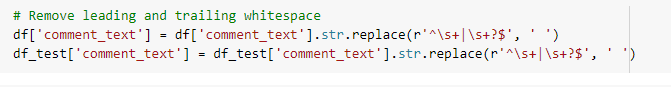 # Remove leading and trailing whitespace
df['comment_text'] = df['comment_text'].str.replace(r'^\s+|\s+?$', ' ')
df_test['comment_text'] = df_test['comment_text'].str.replace(r'^\s+|\s+?$', ' ')